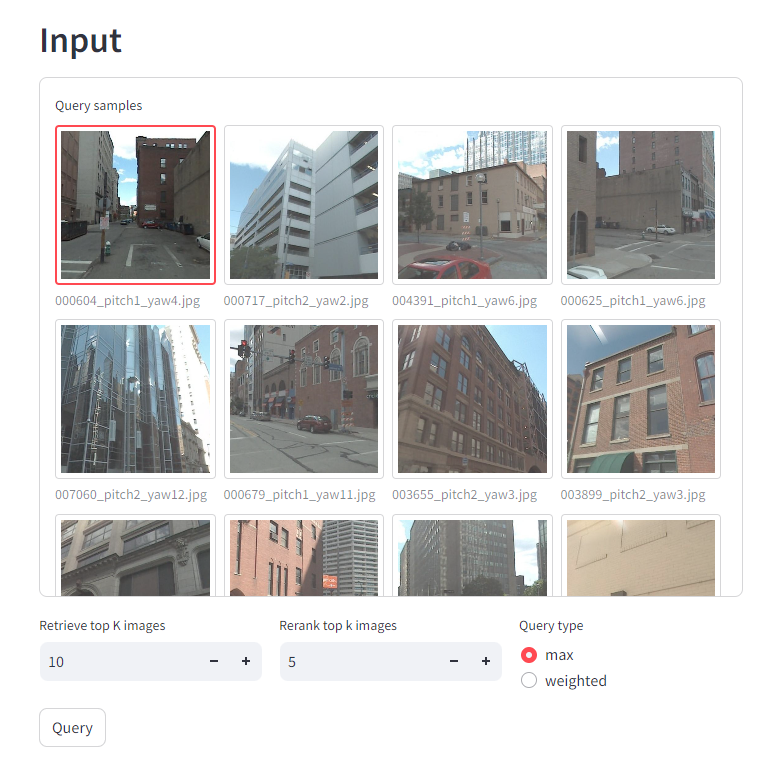 Input
Query samples
000604_pitch1_yaw4.jpg 000717_pitch2_yaw2.jpg 004391_pitch1_yaw6.jpg 000625_pitch1_yaw6.jpg
007060_pitch2_yaw12.jpg 000679_pitch1_yaw11.jpg 003655_pitch2_yaw3.jpg 003899_pitch2_yaw3.jpg
Retrieve top K images Rerank top k images Query type
10 − + 5 − + max
weighted
Query